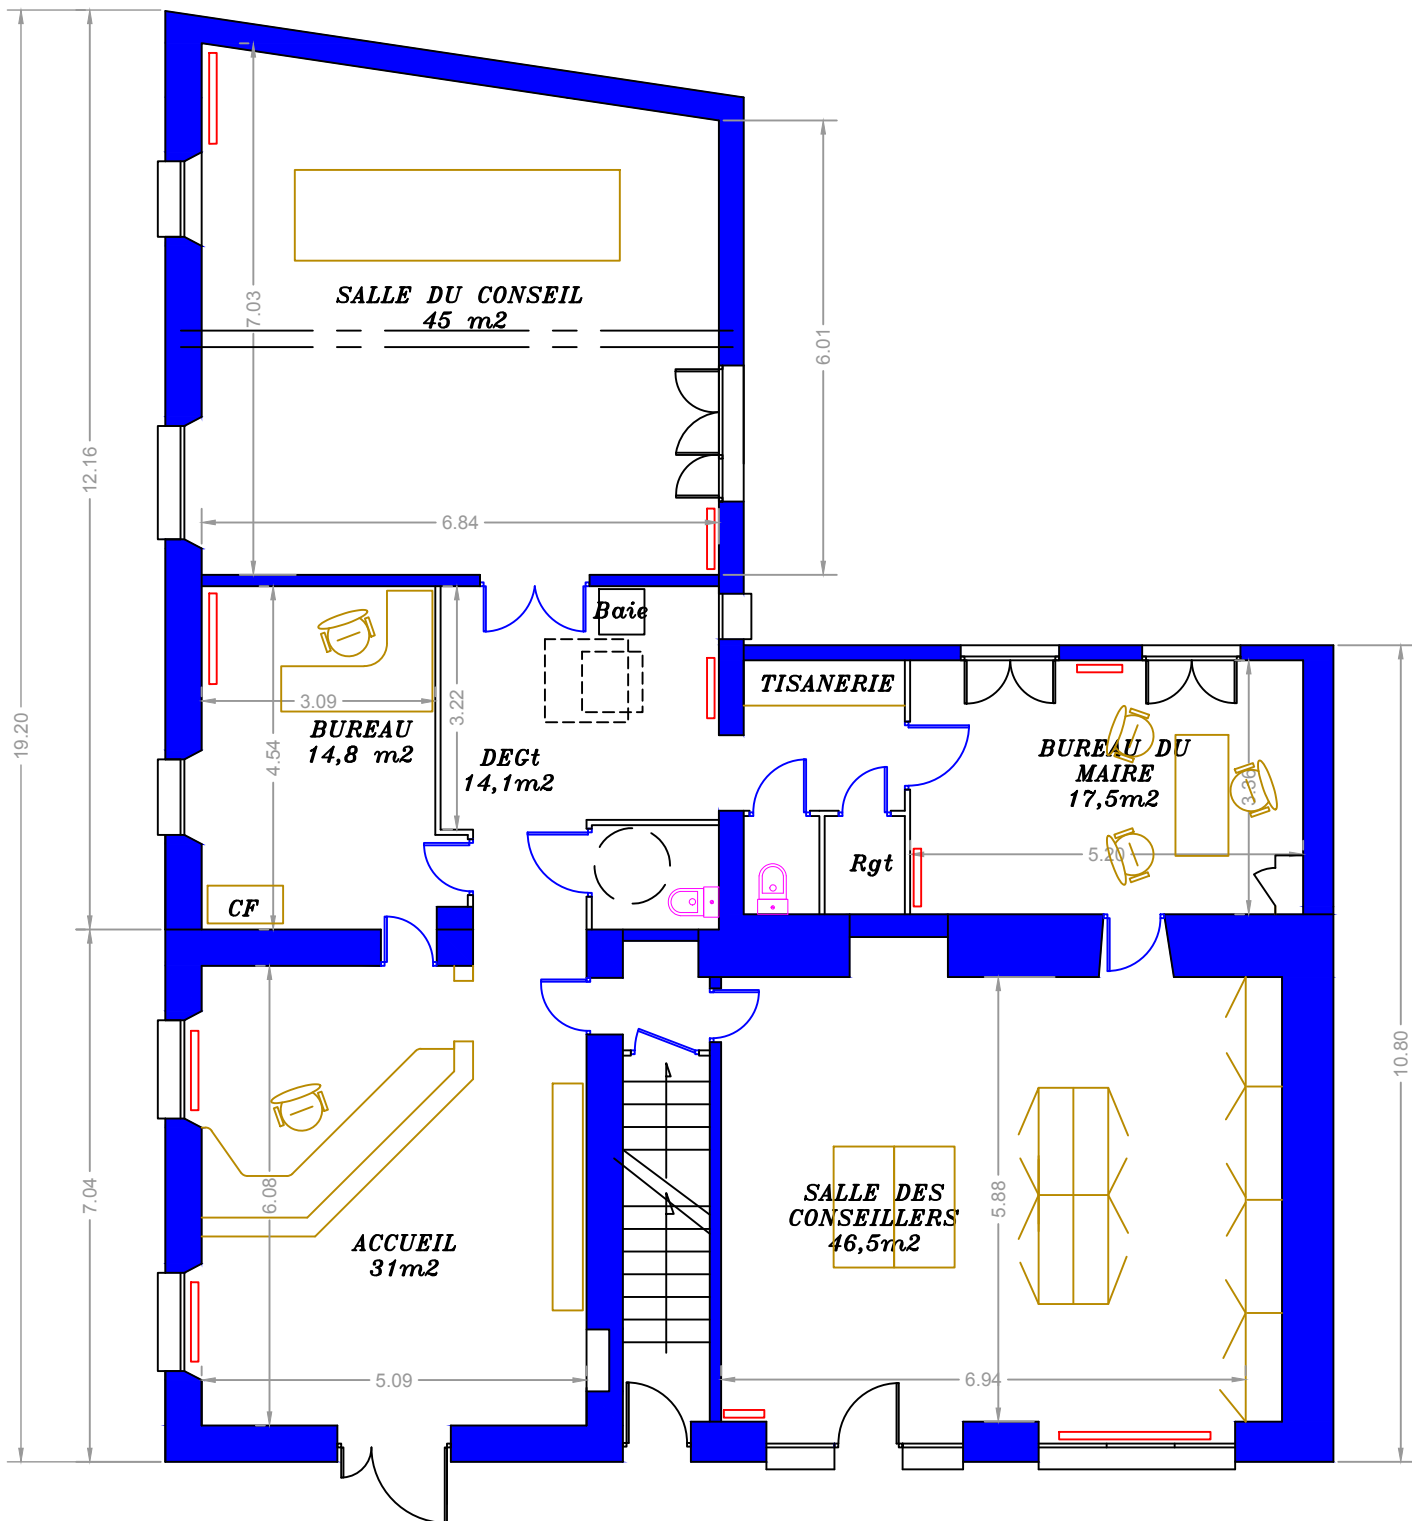 SALLE DU CONSEIL
45 m2
7.03
6.01
12.16
6.84
19.20
Baie
3.09
3.22
4.54
BUREAU
14,8 m2
DEGt
14,1m2
TISANERIE
BUREAU DU
MAIRE
17,5m2
3.36
5.20
Rgt
CF
10.80
7.04
6.08
5.88
ACCUEIL
31m2
SALLE DES
CONSEILLERS
46,5m2
5.09
6.94